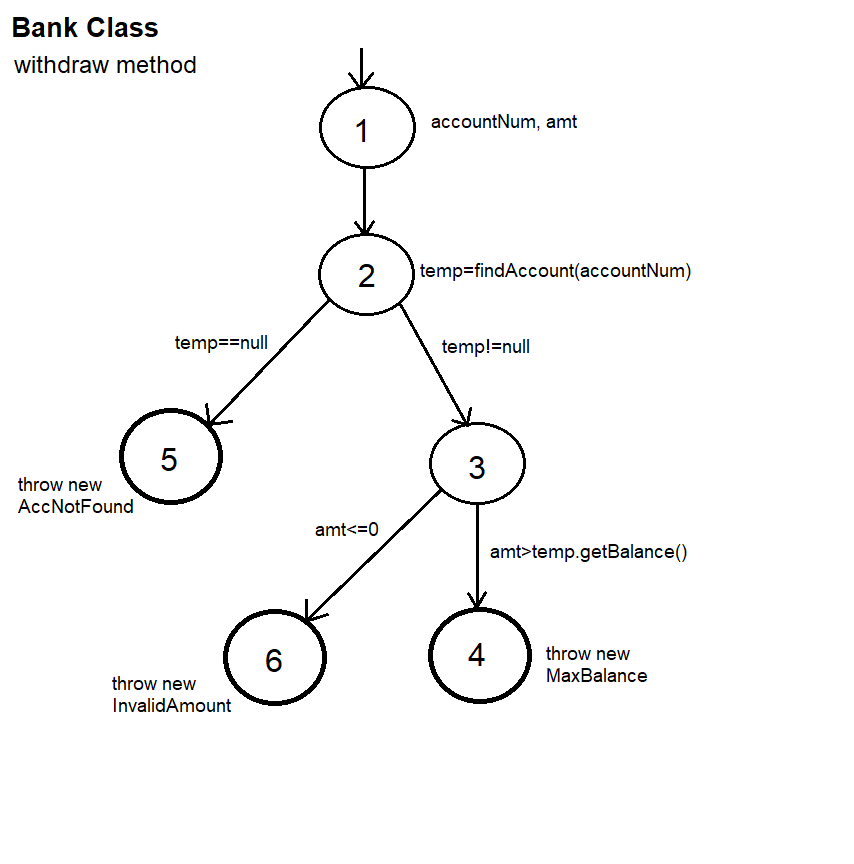 Bank Class
withdraw method
1
accountNum, amt
2
temp=findAccount(accountNum)
temp==null
temp!=null
5
throw new
AccNotFound
3
amt<=0
amt>temp.getBalance()
6
throw new
InvalidAmount
4
throw new
MaxBalance